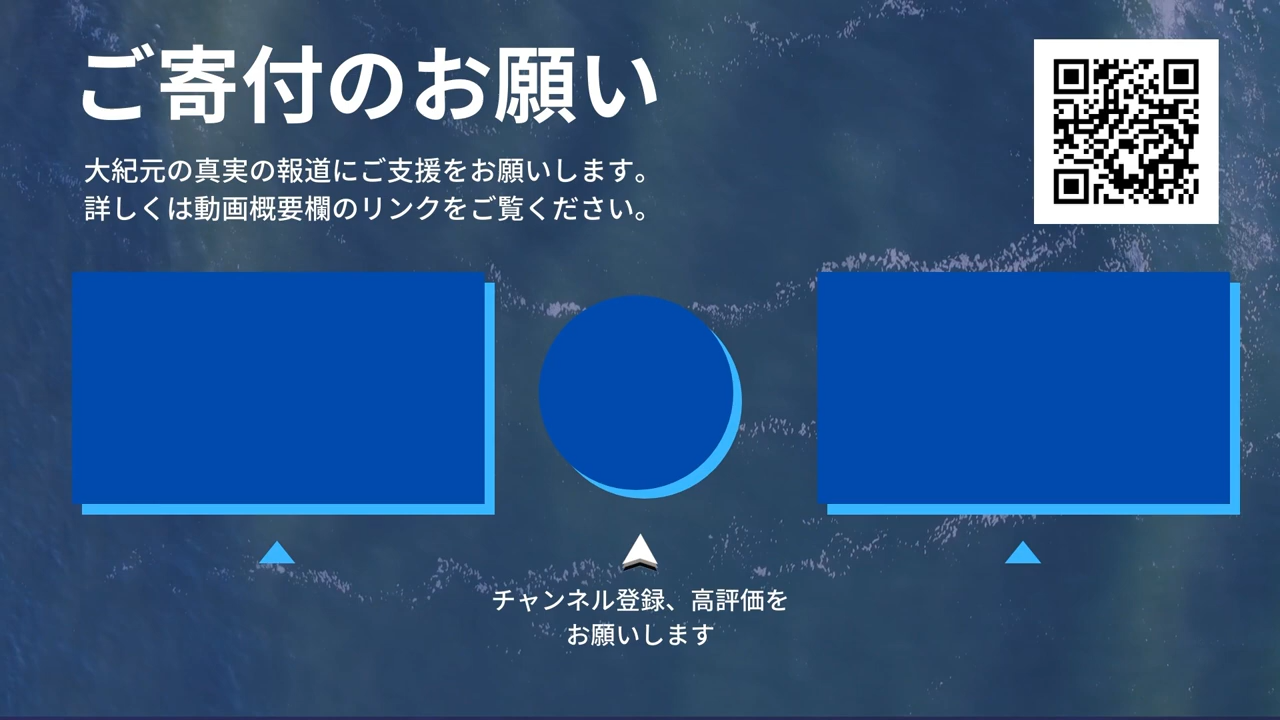 ご寄付のお願い
大紀元の真実の報道にご支援をお願いします。
詳しくは動画概要欄のリンクをご覧ください。
チャンネル登録、高評価を
お願いします